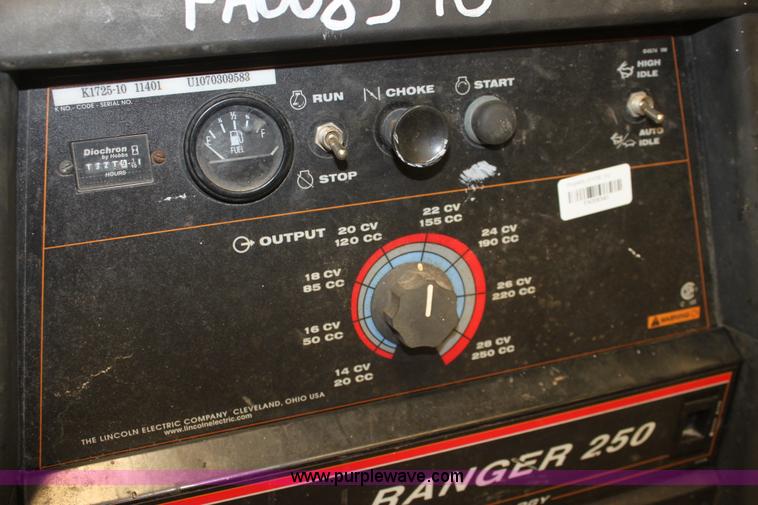 K1725-10 11401 U1070309583
K NO. - CODE - SERIAL NO.
HIGH
IDLE
AUTO
IDLE
RUN
STOP
CHOKE
START
Diochron
by Hobbs
HOURS
E 1/2 F
FUEL
OUTPUT
14 CV
20 CC
16 CV
50 CC
18 CV
85 CC
20 CV
120 CC
22 CV
155 CC
24 CV
190 CC
26 CV
220 CC
28 CV
250 CC
WARNING
THE LINCOLN ELECTRIC COMPANY CLEVELAND, OHIO USA
www.lincolnelectric.com
RANGER 250
www.purplewave.com